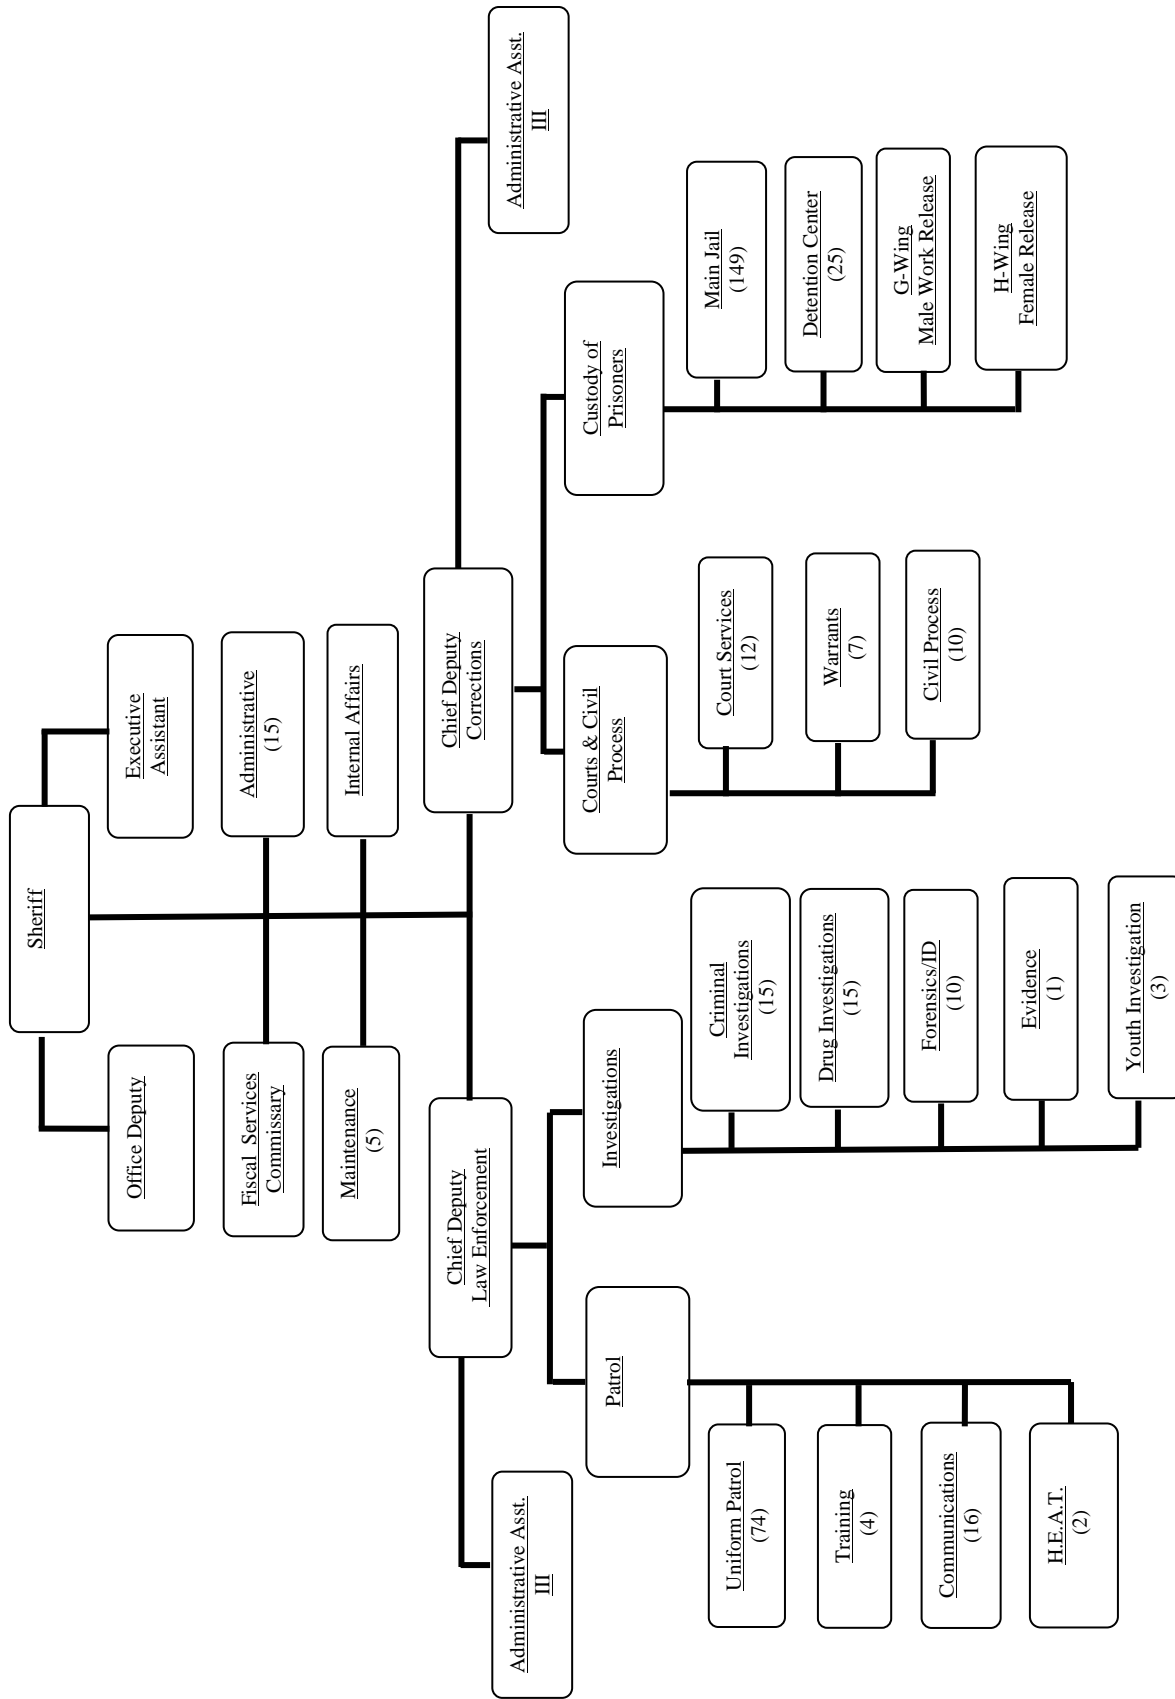 Sheriff
Office Deputy
Executive
Assistant
Fiscal Services
Commissary
Administrative
(15)
Maintenance
(5)
Internal Affairs
Chief Deputy
Law Enforcement
Chief Deputy
Corrections
Administrative Asst.
III
Administrative Asst.
III
Patrol
Investigations
Courts & Civil
Process
Custody of
Prisoners
Uniform Patrol
(74)
Training
(4)
Communications
(16)
H.E.A.T.
(2)
Criminal
Investigations
(15)
Drug Investigations
(15)
Forensics/ID
(10)
Evidence
(1)
Youth Investigation
(3)
Court Services
(12)
Warrants
(7)
Civil Process
(10)
Main Jail
(149)
Detention Center
(25)
G-Wing
Male Work Release
H-Wing
Female Release